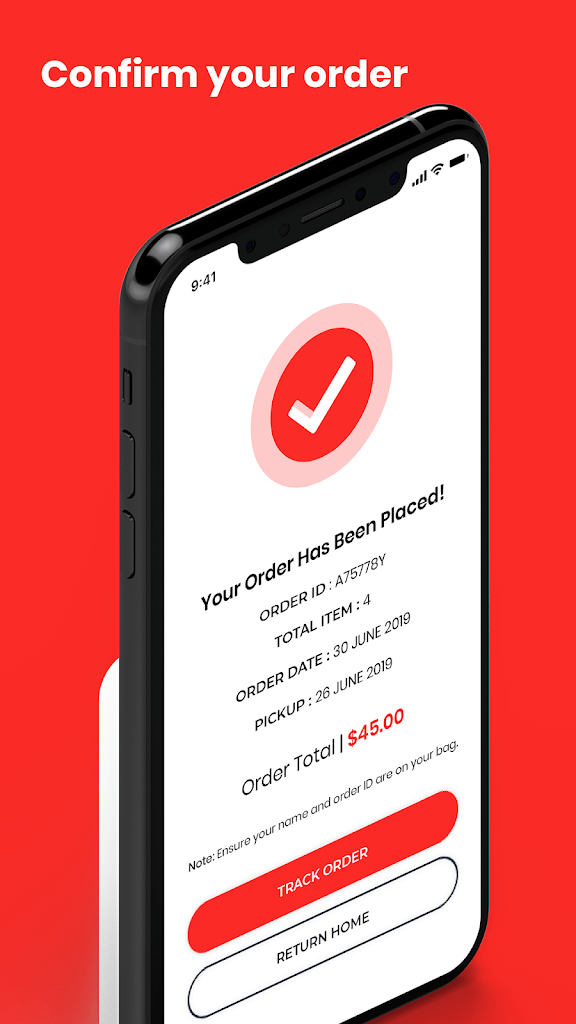 Confirm your order
9:41
Your Order Has Been Placed!
ORDER ID : A75778Y
TOTAL ITEM : 4
ORDER DATE : 30 JUNE 2019
PICKUP : 26 JUNE 2019
Order Total | $45.00
Note: Ensure your name and order ID are on your bag.
TRACK ORDER
RETURN HOME